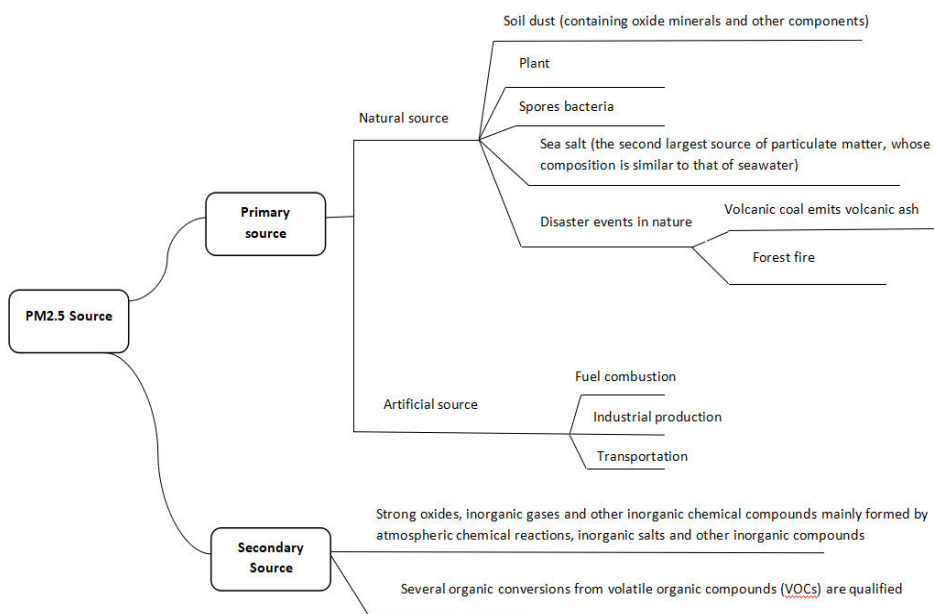 Soil dust (containing oxide minerals and other components)
Plant
Natural source
Spores bacteria
Sea salt (the second largest source of particulate matter, whose
composition is similar to that of seawater)
Primary
source
Disaster events in nature
Volcanic coal emits volcanic ash
Forest fire
PM2.5 Source
Fuel combustion
Artificial source
Industrial production
Transportation
Strong oxides, inorganic gases and other inorganic chemical compounds mainly formed by
atmospheric chemical reactions, inorganic salts and other inorganic compounds
Secondary
Source
Several organic conversions from volatile organic compounds (VOCs) are qualified